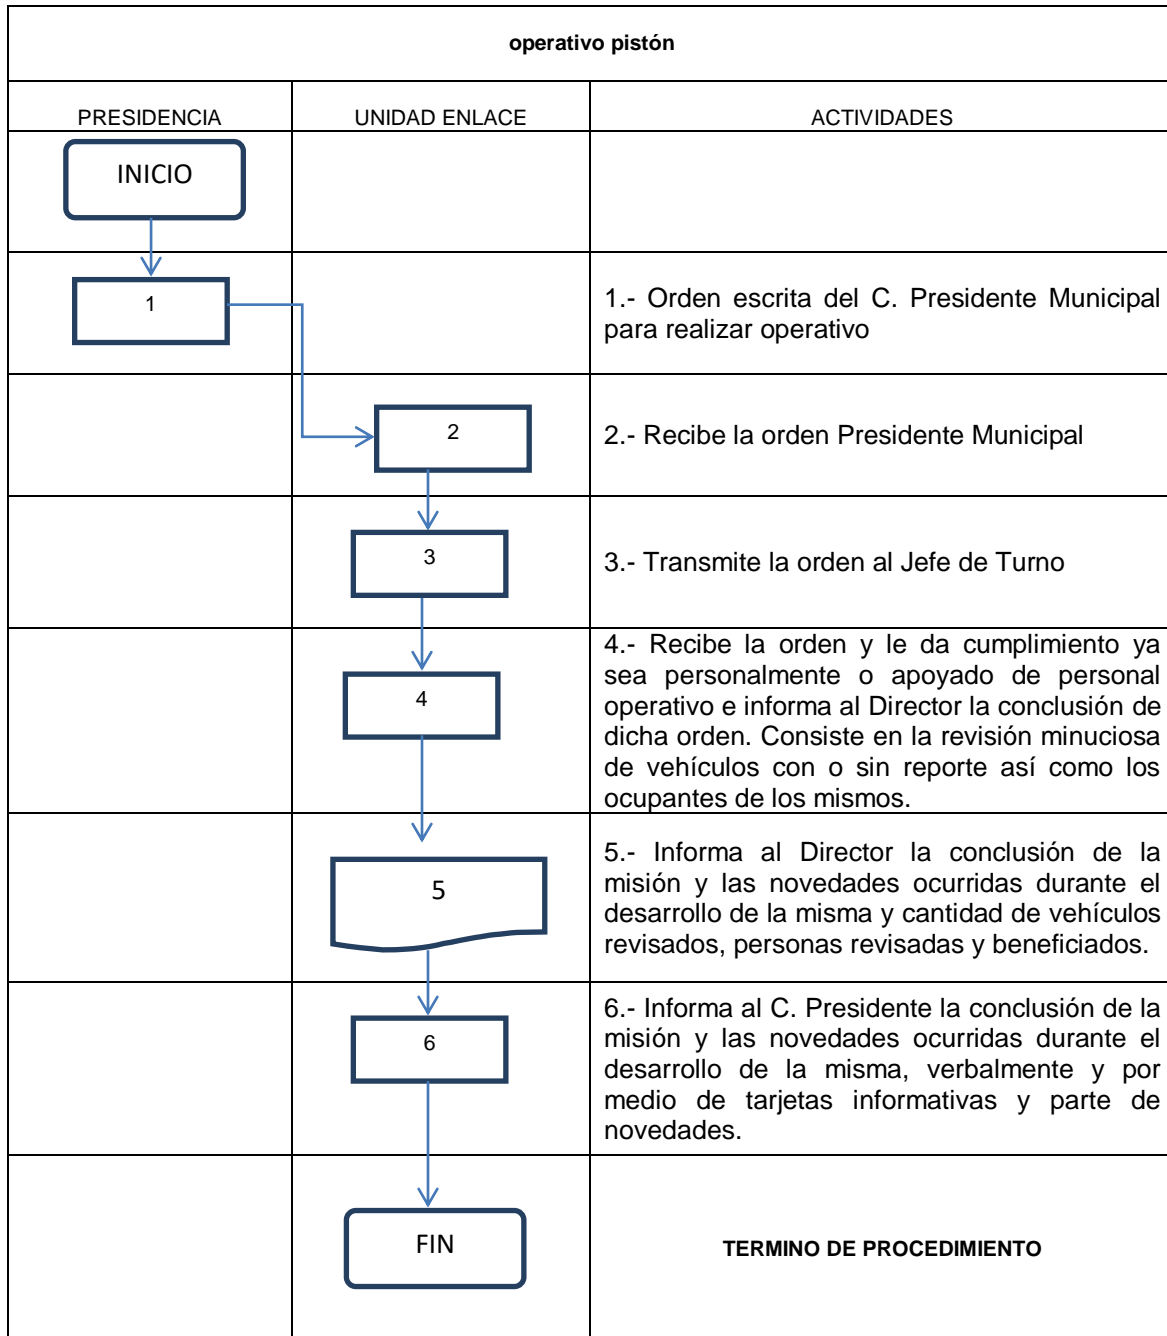 operativo pistón
PRESIDENCIA
UNIDAD ENLACE
ACTIVIDADES
INICIO
1
1.- Orden escrita del C. Presidente Municipal
para realizar operativo
2
2.- Recibe la orden Presidente Municipal
3
3.- Transmite la orden al Jefe de Turno
4
4.- Recibe la orden y le da cumplimiento ya
sea personalmente o apoyado de personal
operativo e informa al Director la conclusión de
dicha orden. Consiste en la revisión minuciosa
de vehículos con o sin reporte así como los
ocupantes de los mismos.
5
5.- Informa al Director la conclusión de la
misión y las novedades ocurridas durante el
desarrollo de la misma y cantidad de vehículos
revisados, personas revisadas y beneficiados.
6
6.- Informa al C. Presidente la conclusión de la
misión y las novedades ocurridas durante el
desarrollo de la misma, verbalmente y por
medio de tarjetas informativas y parte de
novedades.
FIN
TERMINO DE PROCEDIMIENTO